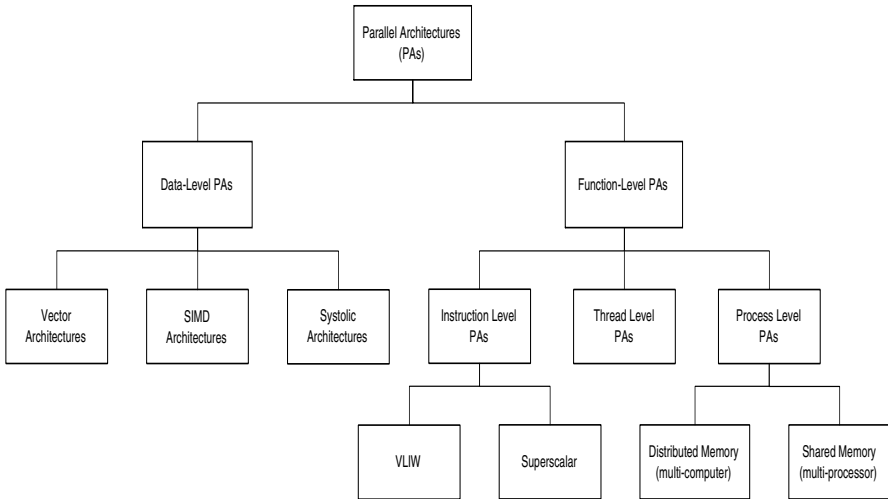 Parallel Architectures
(PAs)
Data-Level PAs
Function-Level PAs
Vector
Architectures
SIMD
Architectures
Systolic
Architectures
Instruction Level
PAs
Thread Level
PAs
Process Level
PAs
VLIW
Superscalar
Distributed Memory
(multi-computer)
Shared Memory
(multi-processor)